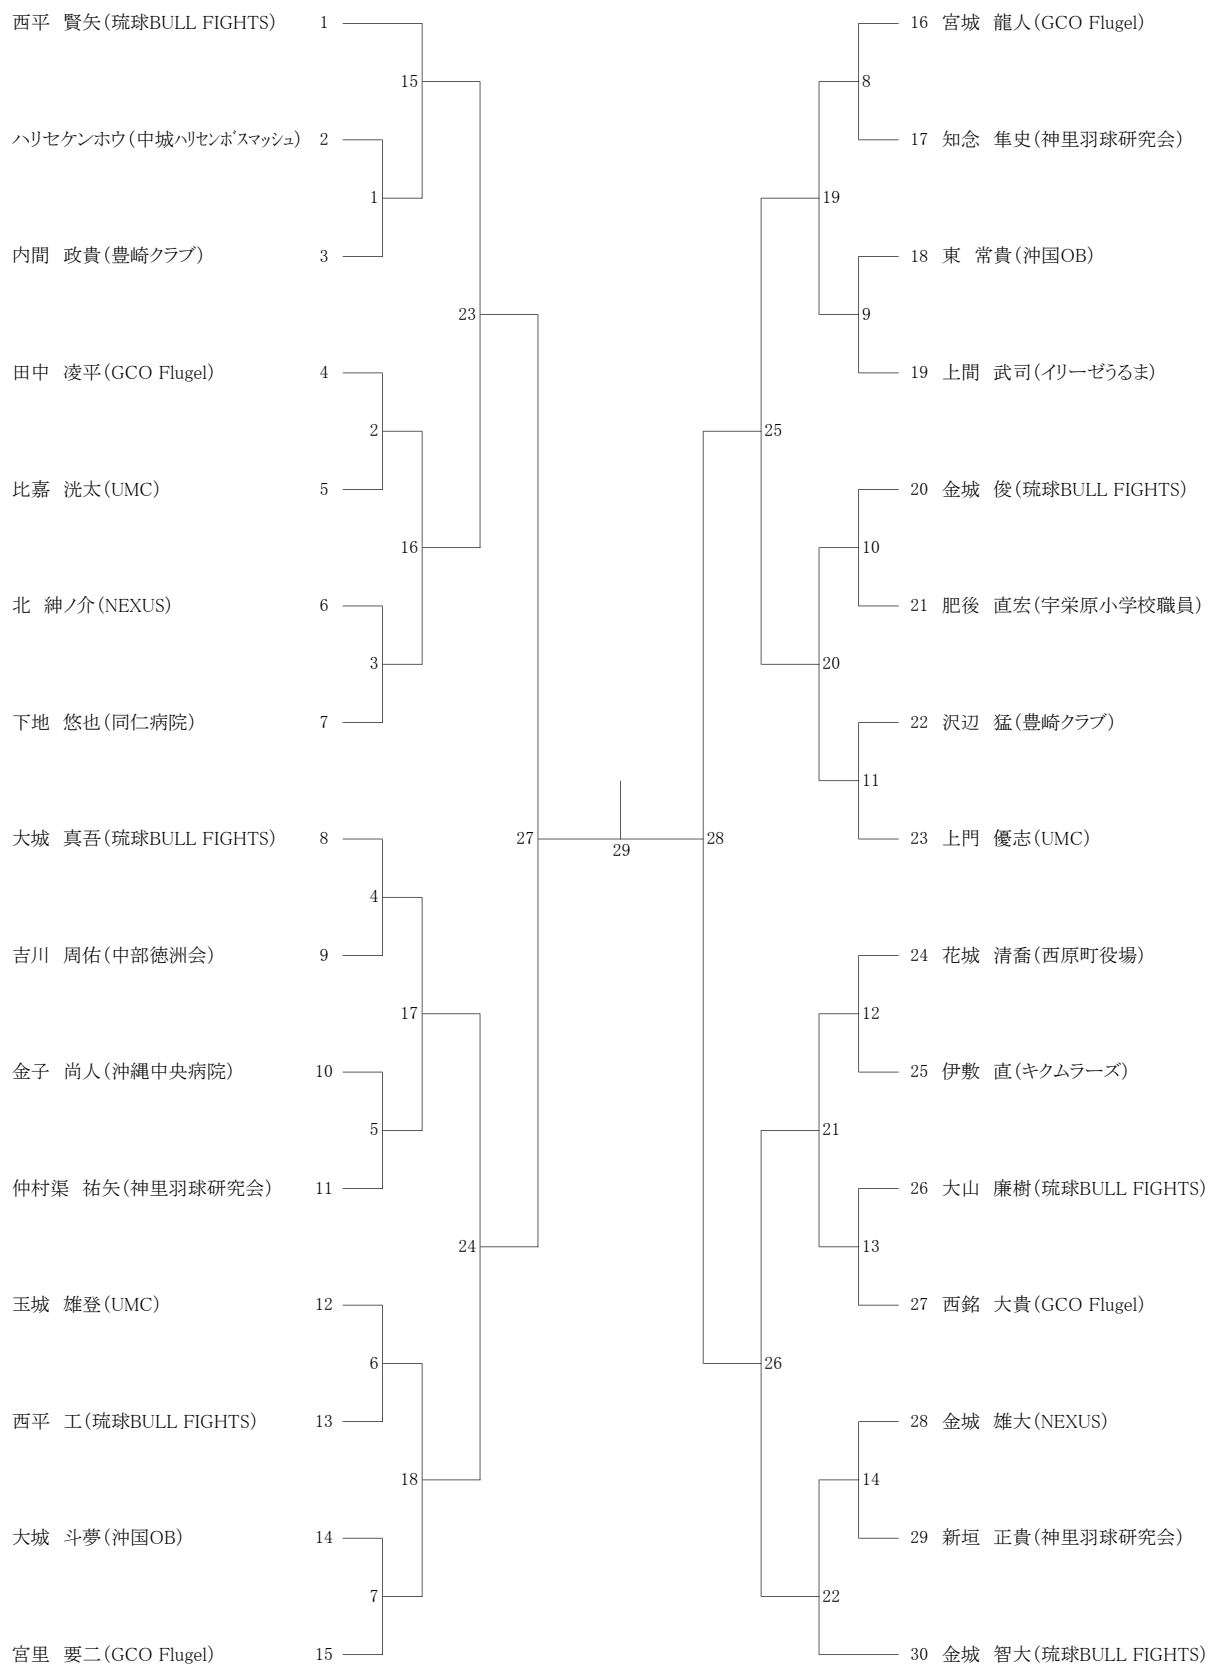 西平　賢矢(琉球BULL FIGHTS) 1
15
ハリセケンホウ(中城ハリセンボスマッシュ) 2
1
内間　政貴(豊崎クラブ) 3
23
田中　凌平(GCO Flugel) 4
2
比嘉　洸太(UMC) 5
16
北　紳ノ介(NEXUS) 6
3
下地　悠也(同仁病院) 7
27
大城　真吾(琉球BULL FIGHTS) 8
4
吉川　周佑(中部徳洲会) 9
17
金子　尚人(沖縄中央病院) 10
5
仲村渠　祐矢(神里羽球研究会) 11
24
玉城　雄登(UMC) 12
6
西平　工(琉球BULL FIGHTS) 13
18
大城　斗夢(沖国OB) 14
7
宮里　要二(GCO Flugel) 15
29
16 宮城　龍人(GCO Flugel)
8
17 知念　隼史(神里羽球研究会)
19
18 東　常貴(沖国OB)
9
19 上間　武司(イリーゼうるま)
25
20 金城　俊(琉球BULL FIGHTS)
10
21 肥後　直宏(宇栄原小学校職員)
20
22 沢辺　猛(豊崎クラブ)
11
23 上門　優志(UMC)
28
24 花城　清喬(西原町役場)
12
25 伊敷　直(キクムラーズ)
21
26 大山　廉樹(琉球BULL FIGHTS)
13
27 西銘　大貴(GCO Flugel)
26
28 金城　雄大(NEXUS)
14
29 新垣　正貴(神里羽球研究会)
22
30 金城　智大(琉球BULL FIGHTS)